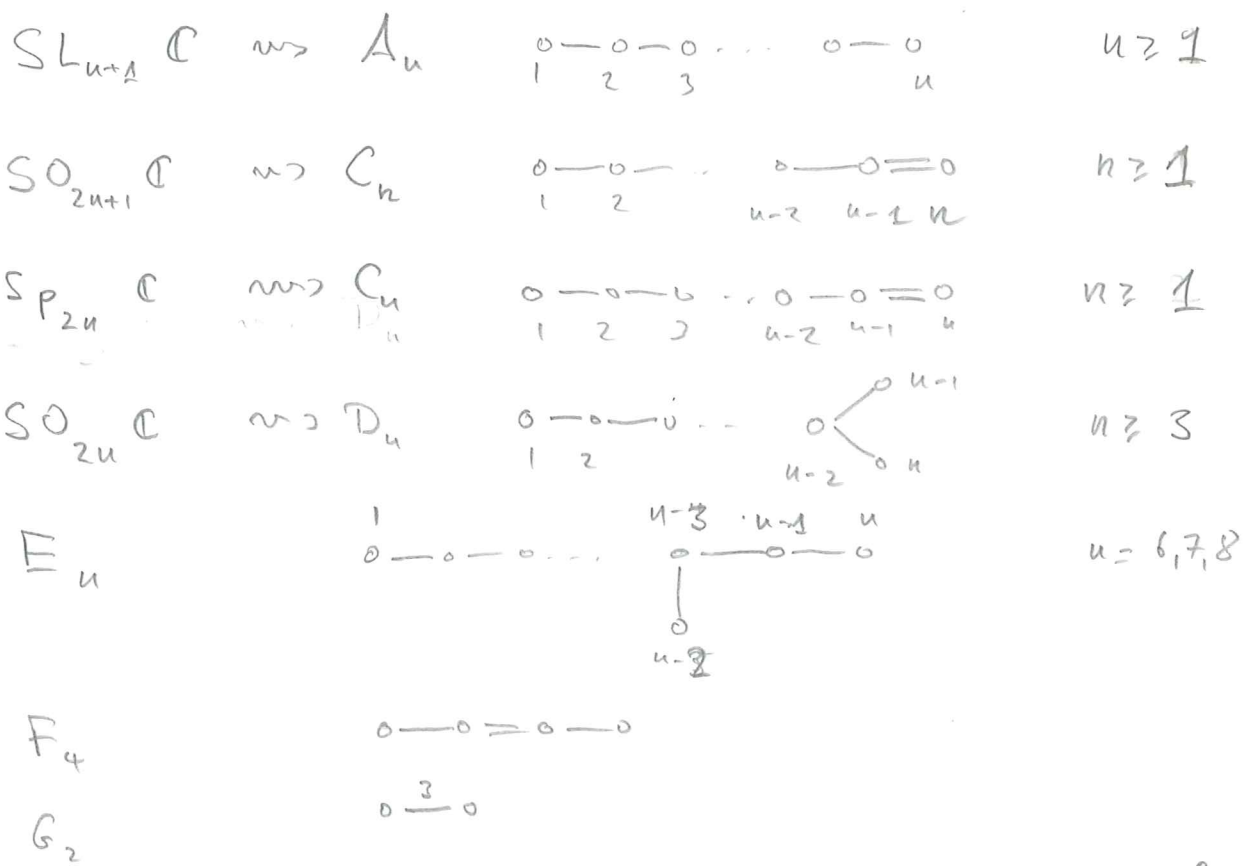 SL_{n+1} ℂ ⇝ A_n 1 2 3 ... n n ≥ 1
SO_{2n+1} ℂ ⇝ C_n 1 2 ... n-2 n-1 n n ≥ 1
Sp_{2n} ℂ ⇝ C_n 1 2 3 ... n-2 n-1 n n ≥ 1
SO_{2n} ℂ ⇝ D_n 1 2 ... n-2 n-1 n n ≥ 3
E_n 1 ... n-3 n-1 n n-2 n = 6,7,8
F_4
G_2 3